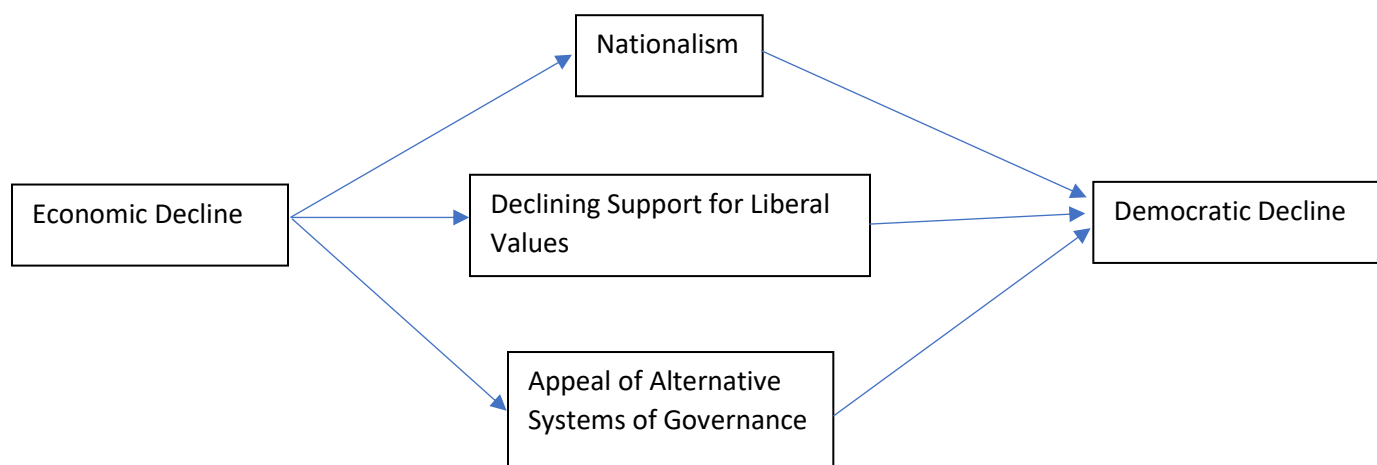 Nationalism
Economic Decline
Declining Support for Liberal
Values
Democratic Decline
Appeal of Alternative
Systems of Governance